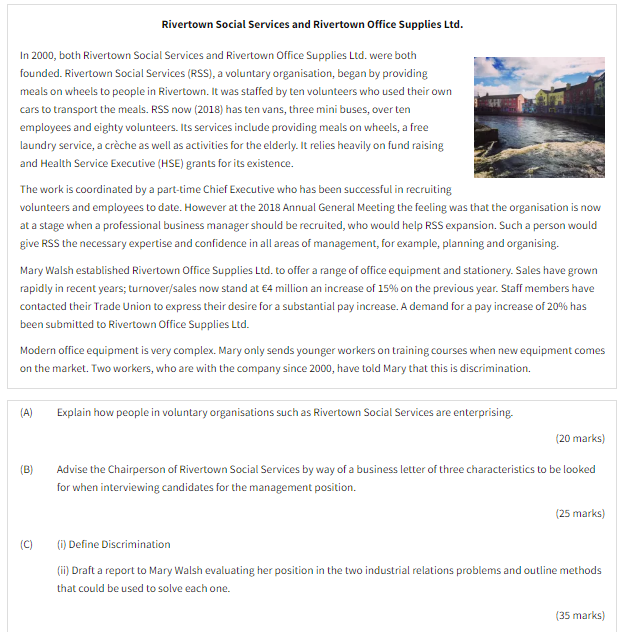 Rivertown Social Services and Rivertown Office Supplies Ltd.
In 2000, both Rivertown Social Services and Rivertown Office Supplies Ltd. were both
founded. Rivertown Social Services (RSS), a voluntary organisation, began by providing
meals on wheels to people in Rivertown. It was staffed by ten volunteers who used their own
cars to transport the meals. RSS now (2018) has ten vans, three mini buses, over ten
employees and eighty volunteers. Its services include providing meals on wheels, a free
laundry service, a crèche as well as activities for the elderly. It relies heavily on fund raising
and Health Service Executive (HSE) grants for its existence.
The work is coordinated by a part-time Chief Executive who has been successful in recruiting
volunteers and employees to date. However at the 2018 Annual General Meeting the feeling was that the organisation is now
at a stage when a professional business manager should be recruited, who would help RSS expansion. Such a person would
give RSS the necessary expertise and confidence in all areas of management, for example, planning and organising.
Mary Walsh established Rivertown Office Supplies Ltd. to offer a range of office equipment and stationery. Sales have grown
rapidly in recent years; turnover/sales now stand at €4 million an increase of 15% on the previous year. Staff members have
contacted their Trade Union to express their desire for a substantial pay increase. A demand for a pay increase of 20% has
been submitted to Rivertown Office Supplies Ltd.
Modern office equipment is very complex. Mary only sends younger workers on training courses when new equipment comes
on the market. Two workers, who are with the company since 2000, have told Mary that this is discrimination.
(A) Explain how people in voluntary organisations such as Rivertown Social Services are enterprising.
(20 marks)
(B) Advise the Chairperson of Rivertown Social Services by way of a business letter of three characteristics to be looked
for when interviewing candidates for the management position.
(25 marks)
(C) (i) Define Discrimination
(ii) Draft a report to Mary Walsh evaluating her position in the two industrial relations problems and outline methods
that could be used to solve each one.
(35 marks)